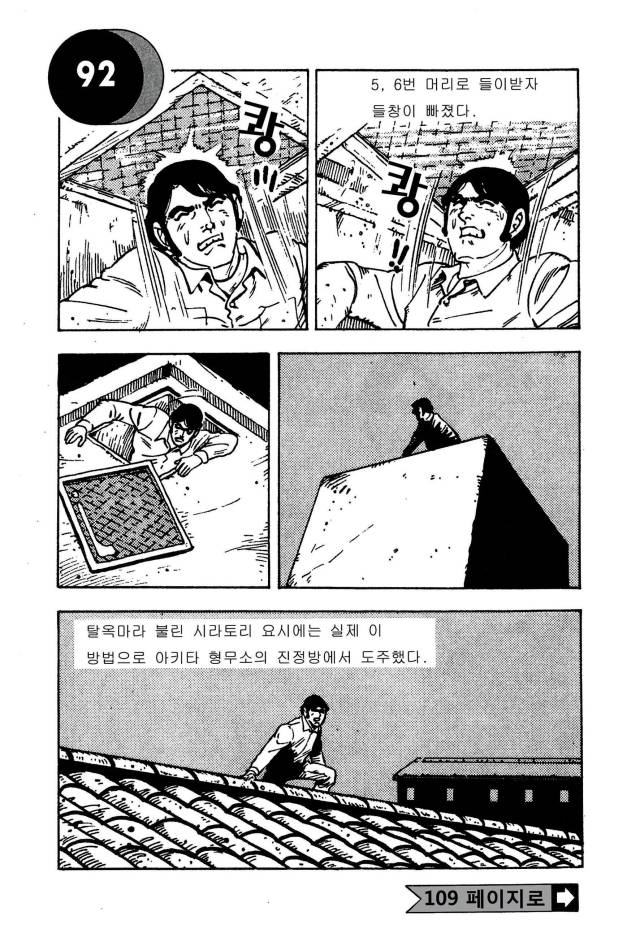 92
쾅
5, 6번 머리로 들이받자
들창이 빠졌다.
쾅
!!
탈옥마라 불린 시라토리 요시에는 실제 이
방법으로 아키타 형무소의 진정방에서 도주했다.
109 페이지로